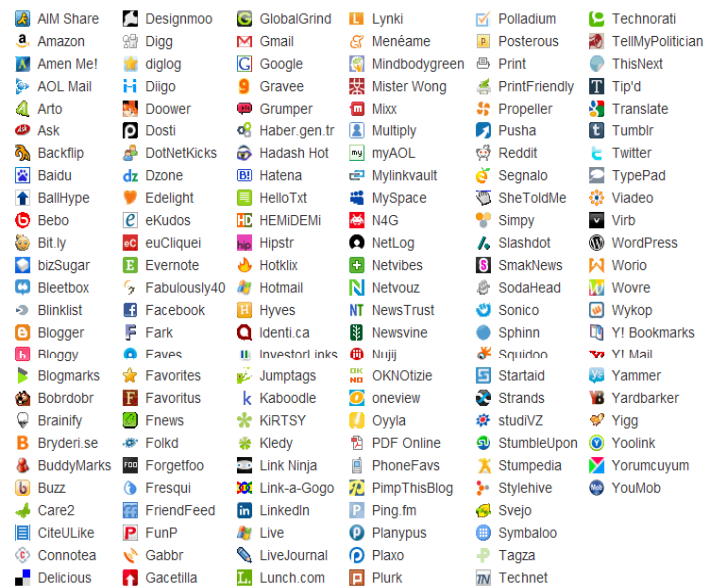 AIM Share
Amazon
Amen Me!
AOL Mail
Arto
Ask
Backflip
Baidu
BallHype
Bebo
Bit.ly
bizSugar
Bleetbox
Blinklist
Blogger
Bloggy
Blogmarks
Bobrdobr
Brainify
Bryderi.se
BuddyMarks
Buzz
Care2
CiteULike
Connotea
Delicious
Designmoo
Digg
diglog
Diigo
Doower
Dosti
DotNetKicks
Dzone
Edelight
eKudos
euCliquei
Evernote
Fabulously40
Facebook
Fark
Faves
Favorites
Favoritus
Fnews
Folkd
Forgetfoo
Fresqui
FriendFeed
FunP
Gabbr
Gacetilla
GlobalGrind
Gmail
Google
Gravee
Grumper
Haber.gen.tr
Hadash Hot
Hatena
HelloTxt
HEMiDEMi
Hipstr
Hotklix
Hotmail
Hyves
Identi.ca
InvestorLinks
Jumptags
Kaboodle
KiRTSY
Kledy
Link Ninja
Link-a-Gogo
LinkedIn
Live
LiveJournal
Lunch.com
Lynki
Menéame
Mindbodygreen
Mister Wong
Mixx
Multiply
myAOL
Mylinkvault
MySpace
N4G
NetLog
Netvibes
Netvouz
NewsTrust
Newsvine
Nujij
OKNOtizie
oneview
Oyyla
PDF Online
PhoneFavs
PimpThisBlog
Ping.fm
Planypus
Plaxo
Plurk
Polladium
Posterous
Print
PrintFriendly
Propeller
Pusha
Reddit
Segnalo
SheToldMe
Simpy
Slashdot
SmakNews
SodaHead
Sonico
Sphinn
Squidoo
Startaid
Strands
studiVZ
StumbleUpon
Stumpedia
Stylehive
Svejo
Symbaloo
Tagza
Technet
Technorati
TellMyPolitician
ThisNext
Tip'd
Translate
Tumblr
Twitter
TypePad
Viadeo
Virb
WordPress
Worio
Wovre
Wykop
Y! Bookmarks
Y! Mail
Yammer
Yardbarker
Yigg
Yoolink
Yorumcuyum
YouMob